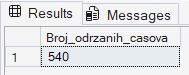 Results Messages
Broj_odrzanih_casova
1 540